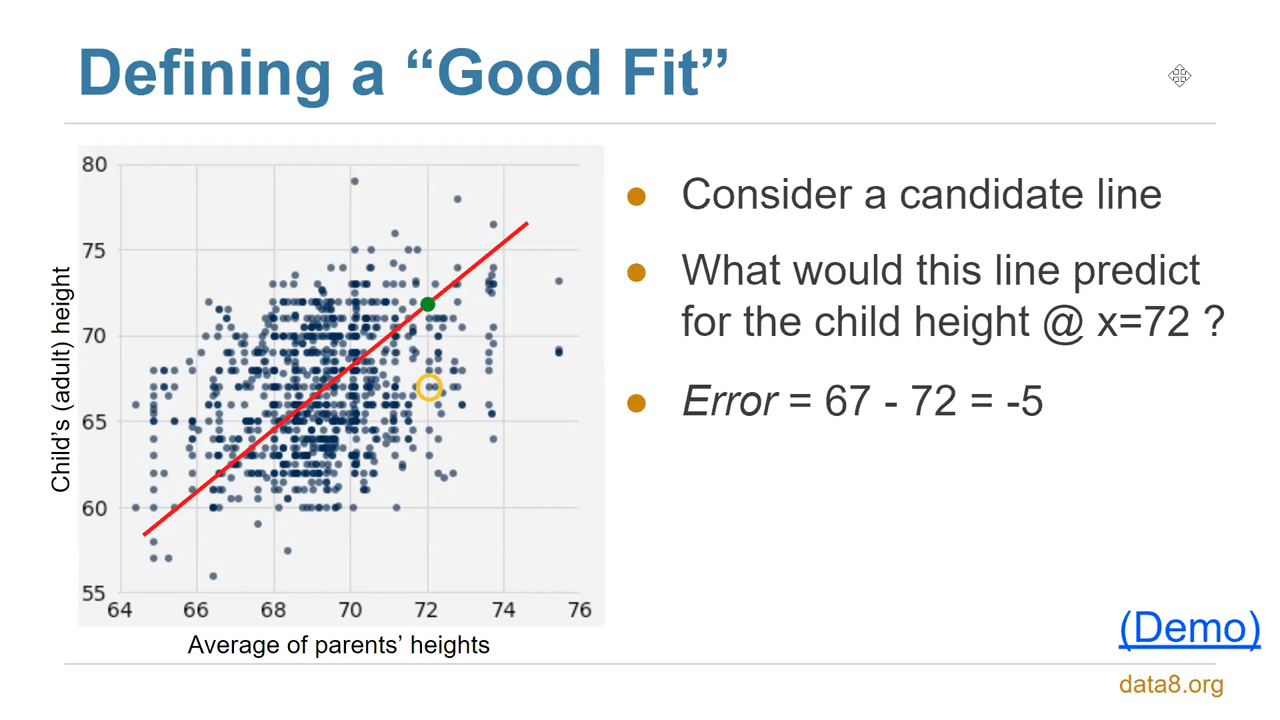 Defining a “Good Fit”
80
75
70
65
60
55
64 66 68 70 72 74 76
Child’s (adult) height
Average of parents’ heights
Consider a candidate line
What would this line predict
for the child height @ x=72 ?
Error = 67 - 72 = -5
(Demo)
data8.org